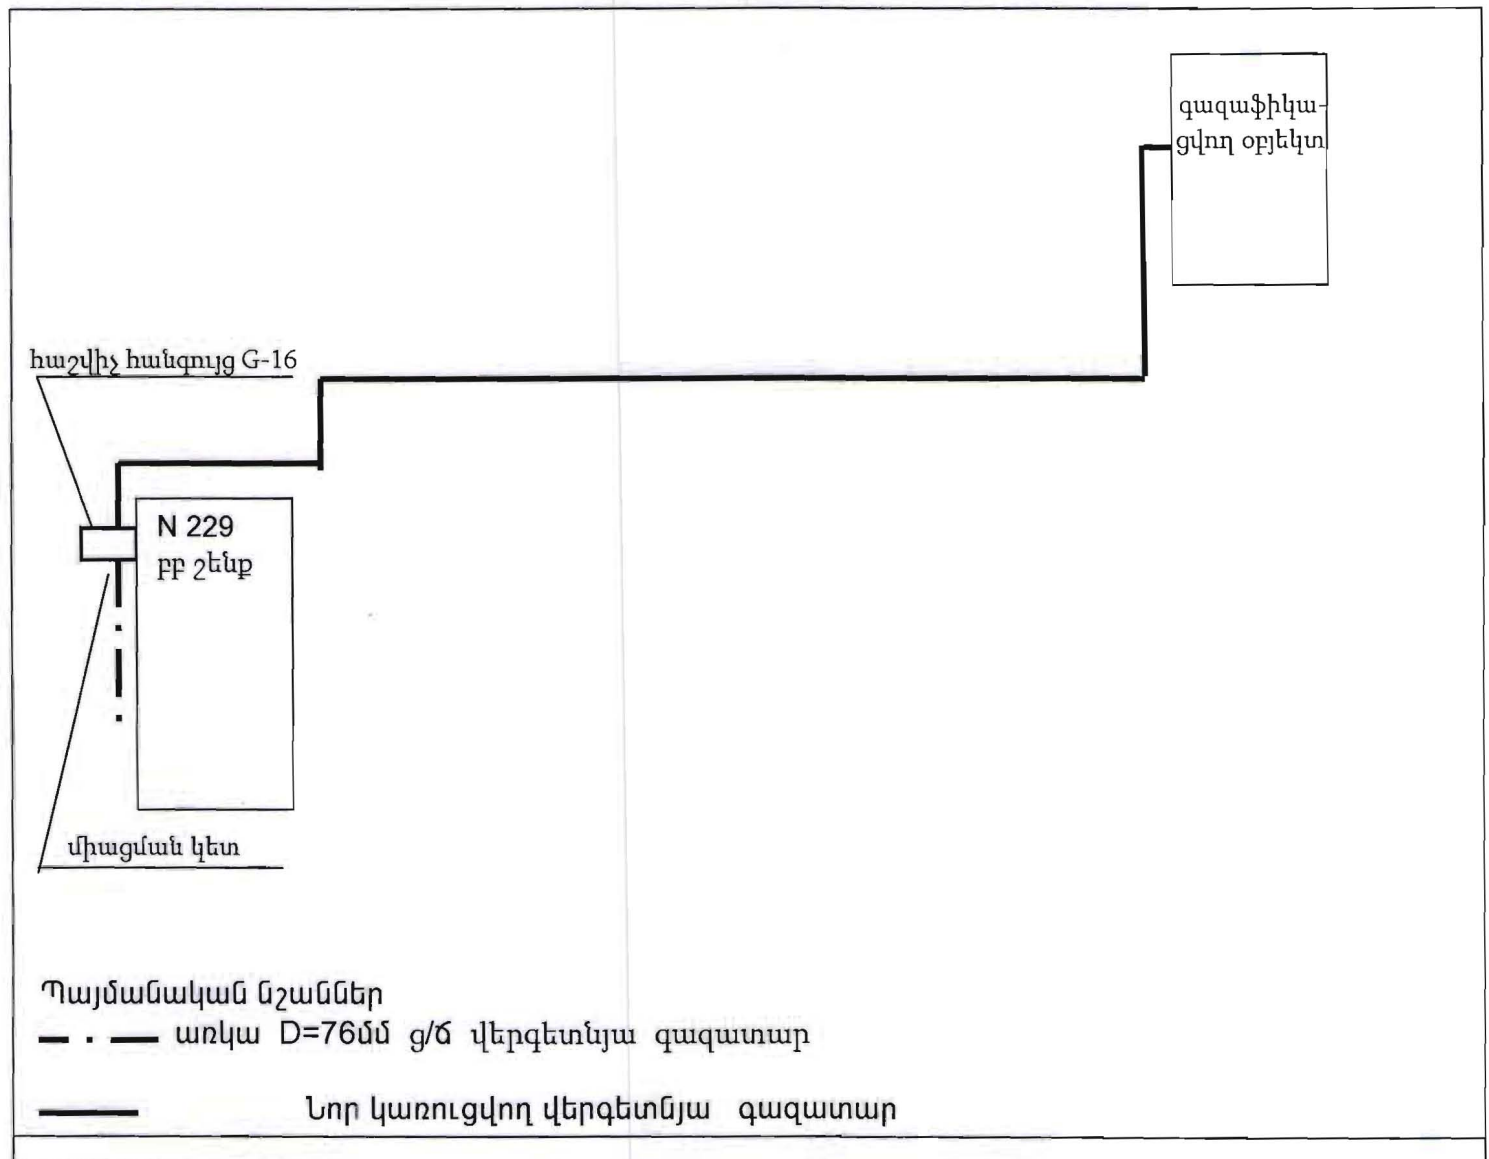 գազաֆիկա-
ցվող օբյեկտ
հաշվիչ հանգույց G-16
N 229
բբ շենք
միացման կետ
Պայմանական նշաններ
առկա D=76մմ ց/ճ վերգետնյա գազատար
Նոր կառուցվող վերգետնյա գազատար